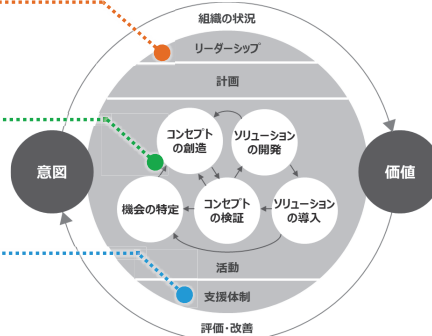 組織の状況
リーダーシップ
計画
コンセプト
の創造
ソリューション
の開発
意図
価値
機会の特定
コンセプト
の検証
ソリューション
の導入
活動
支援体制
評価・改善